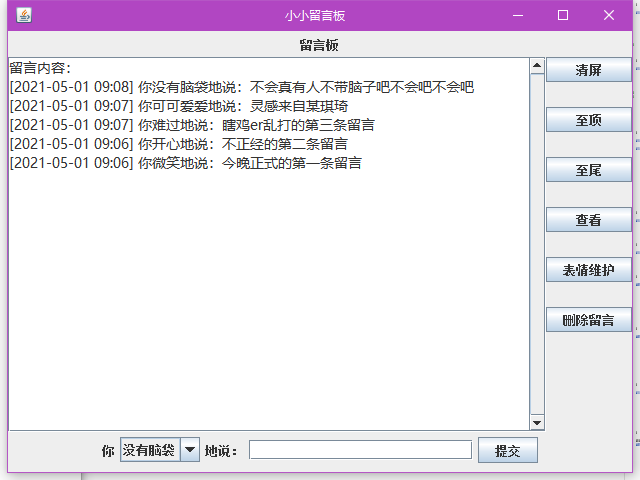 小小留言板
留言板
留言内容：
[2021-05-01 09:08] 你没有脑袋地说：不会真有人不带脑子吧不会吧不会吧
[2021-05-01 09:07] 你可可爱爱地说：灵感来自某琪琦
[2021-05-01 09:07] 你难过地说：瞎鸡er乱打的第三条留言
[2021-05-01 09:06] 你开心地说：不正经的第二条留言
[2021-05-01 09:06] 你微笑地说：今晚正式的第一条留言
清屏
至顶
至尾
查看
表情维护
删除留言
你 没有脑袋 地说： 提交